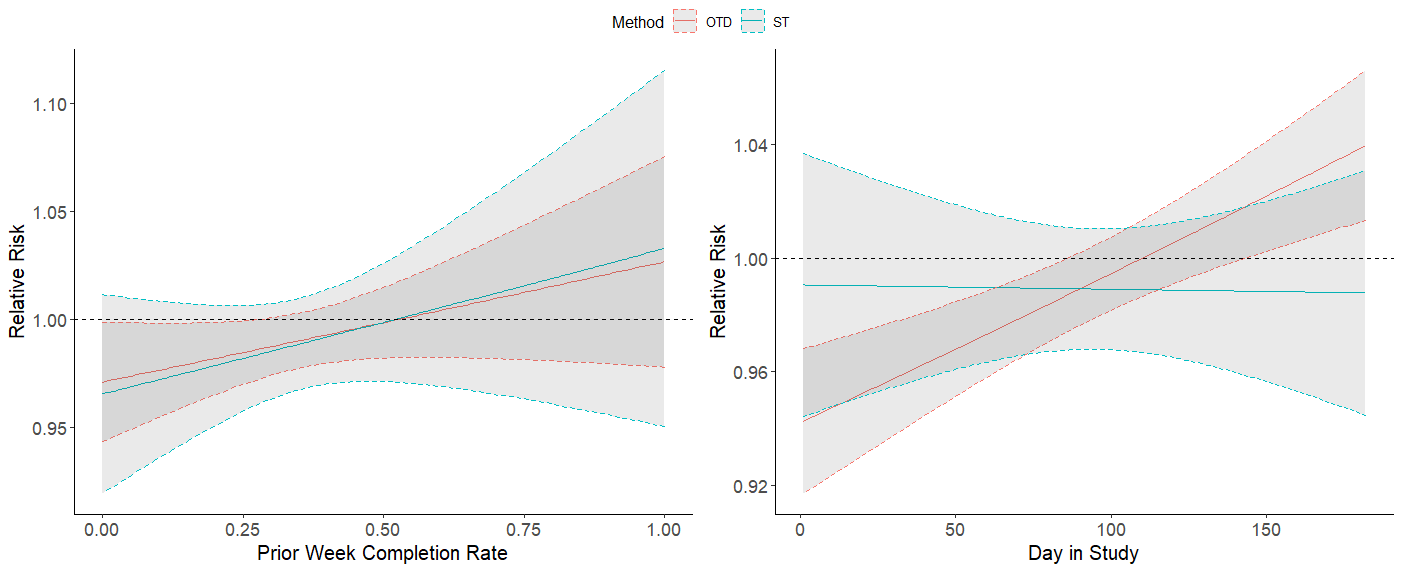 Method OTD ST
Relative Risk
1.10
1.05
1.00
0.95
0.00 0.25 0.50 0.75 1.00
Prior Week Completion Rate
Relative Risk
1.04
1.00
0.96
0.92
0 50 100 150
Day in Study